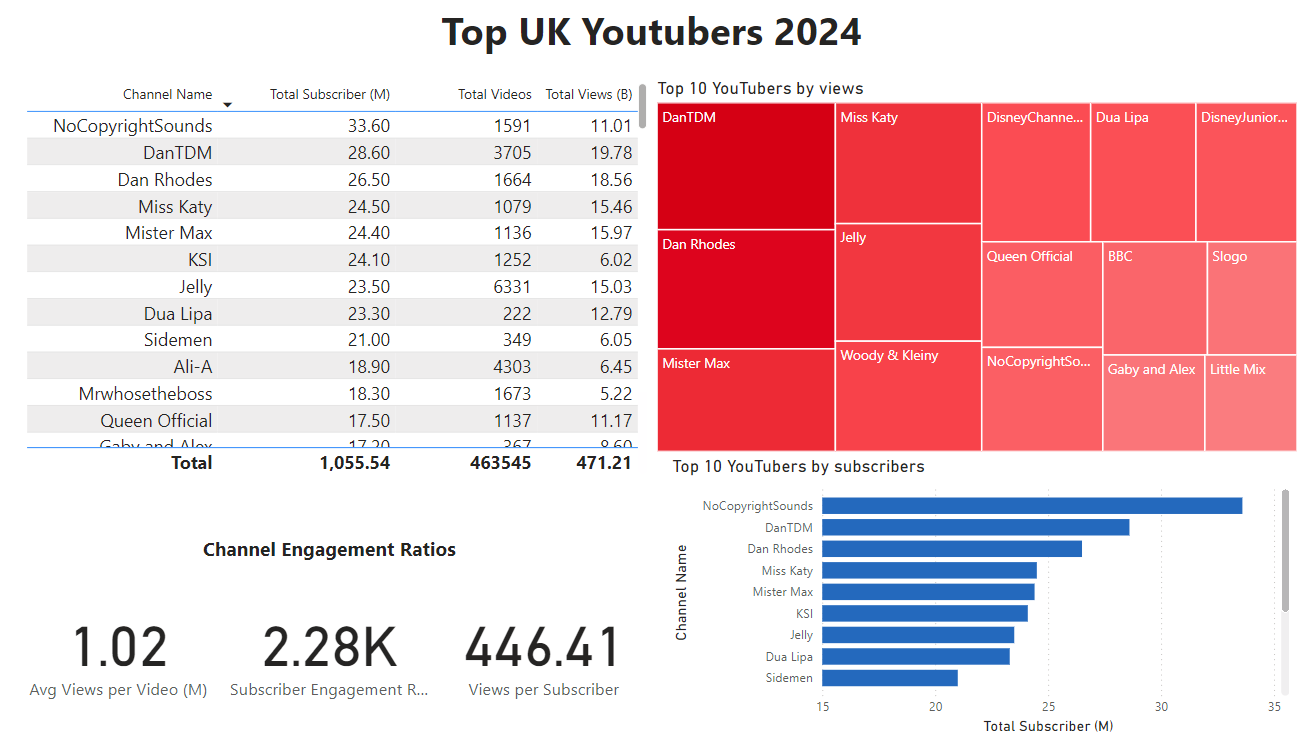 Top UK Youtubers 2024
Channel Name Total Subscriber (M) Total Videos Total Views (B)
NoCopyrightSounds 33.60 1591 11.01
DanTDM 28.60 3705 19.78
Dan Rhodes 26.50 1664 18.56
Miss Katy 24.50 1079 15.46
Mister Max 24.40 1136 15.97
KSI 24.10 1252 6.02
Jelly 23.50 6331 15.03
Dua Lipa 23.30 222 12.79
Sidemen 21.00 349 6.05
Ali-A 18.90 4303 6.45
Mrwhosetheboss 18.30 1673 5.22
Queen Official 17.50 1137 11.17
Gaby and Alex 17.20 367 8.60
Total 1,055.54 463545 471.21
Top 10 YouTubers by views
DanTDM
Dan Rhodes
Mister Max
Miss Katy
Jelly
Woody & Kleiny
DisneyChanne...
Dua Lipa
DisneyJunior...
Queen Official
BBC
Slogo
NoCopyrightSo...
Gaby and Alex
Little Mix
Channel Engagement Ratios
1.02
Avg Views per Video (M)
2.28K
Subscriber Engagement R...
446.41
Views per Subscriber
Top 10 YouTubers by subscribers
Channel Name
NoCopyrightSounds
DanTDM
Dan Rhodes
Miss Katy
Mister Max
KSI
Jelly
Dua Lipa
Sidemen
15 20 25 30 35
Total Subscriber (M)